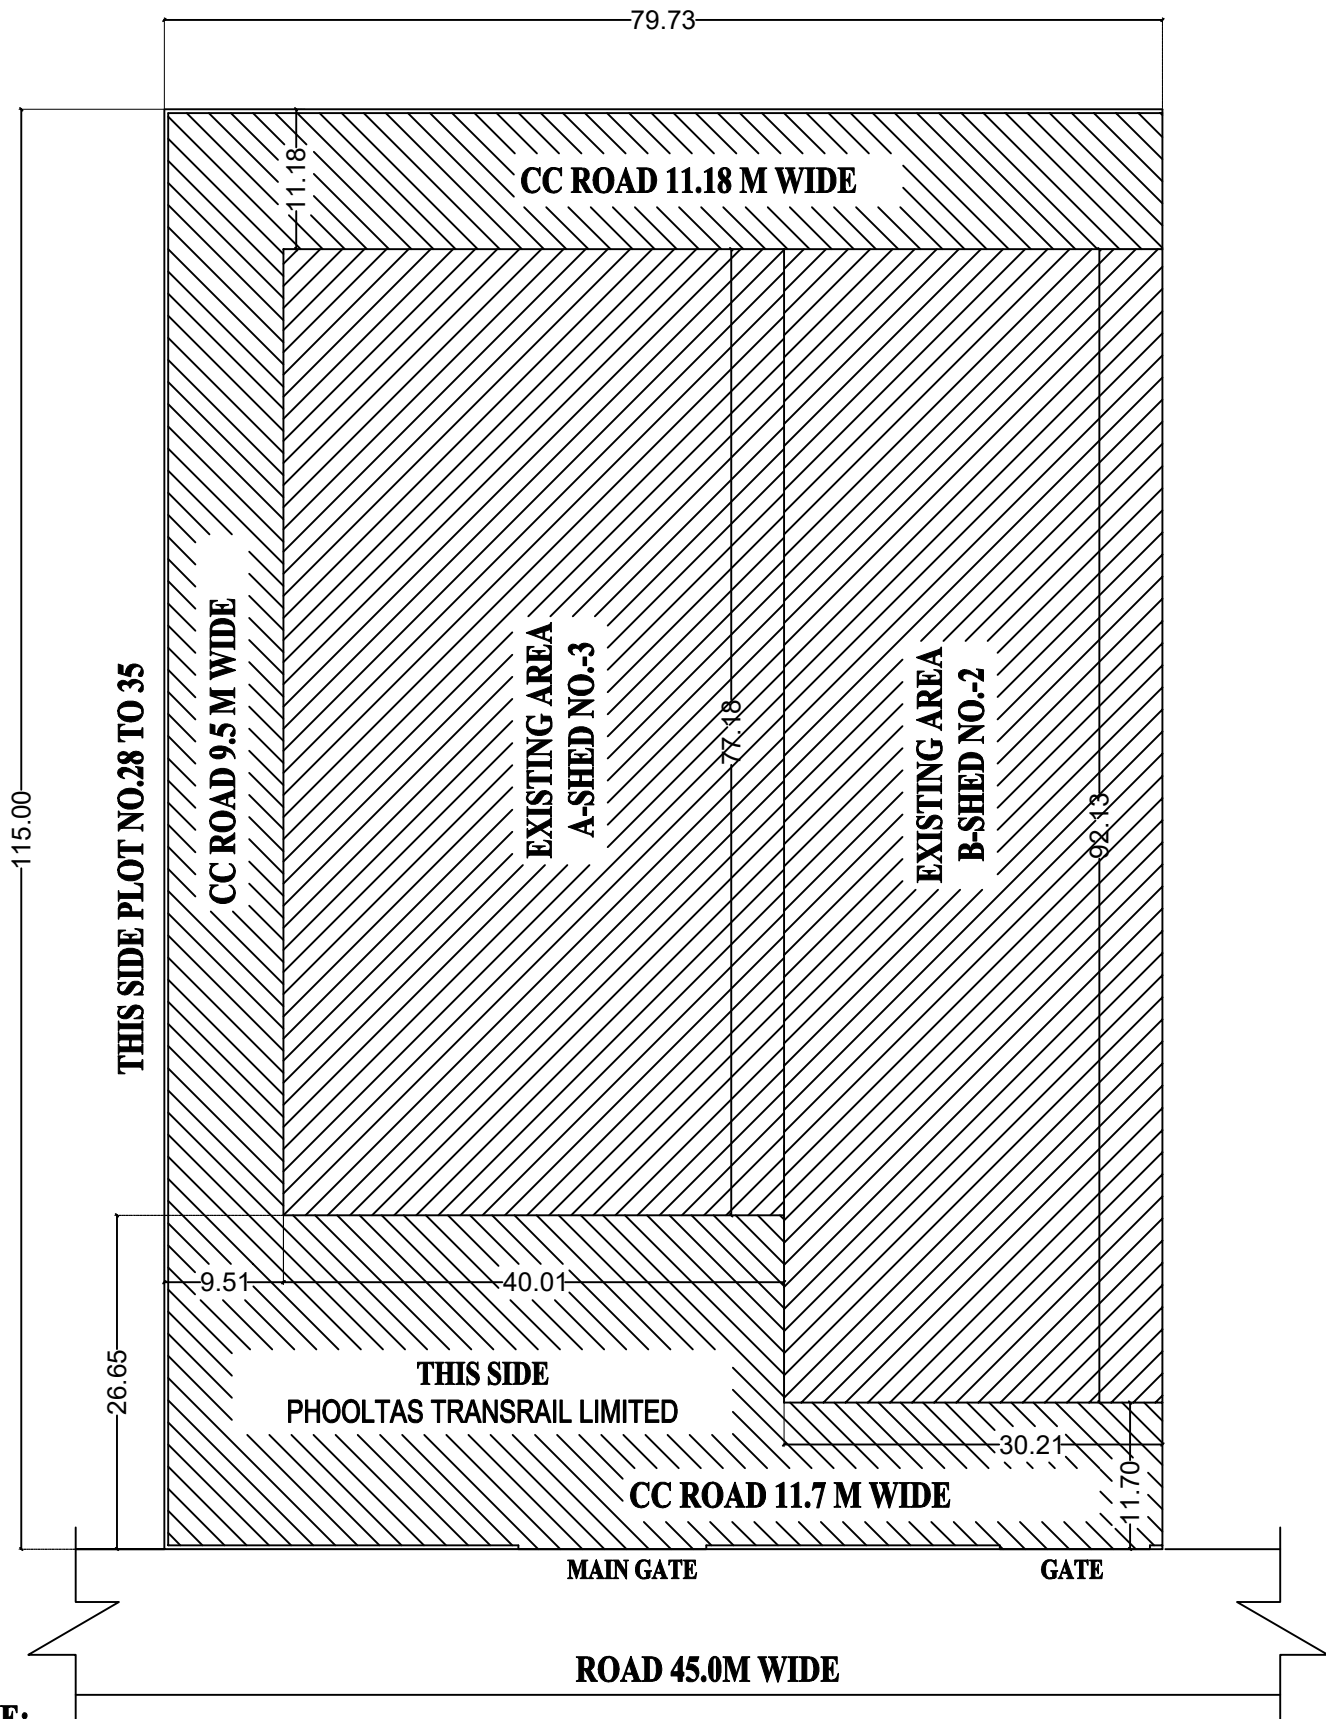 79.73
11.18
CC ROAD 11.18 M WIDE
115.00
THIS SIDE PLOT NO.28 TO 35
CC ROAD 9.5 M WIDE
EXISTING AREA
A-SHED NO.-3
77.18
EXISTING AREA
B-SHED NO.-2
92.13
9.51
40.01
26.65
THIS SIDE
PHOOLTAS TRANSRAIL LIMITED
30.21
11.70
CC ROAD 11.7 M WIDE
MAIN GATE
GATE
ROAD 45.0M WIDE